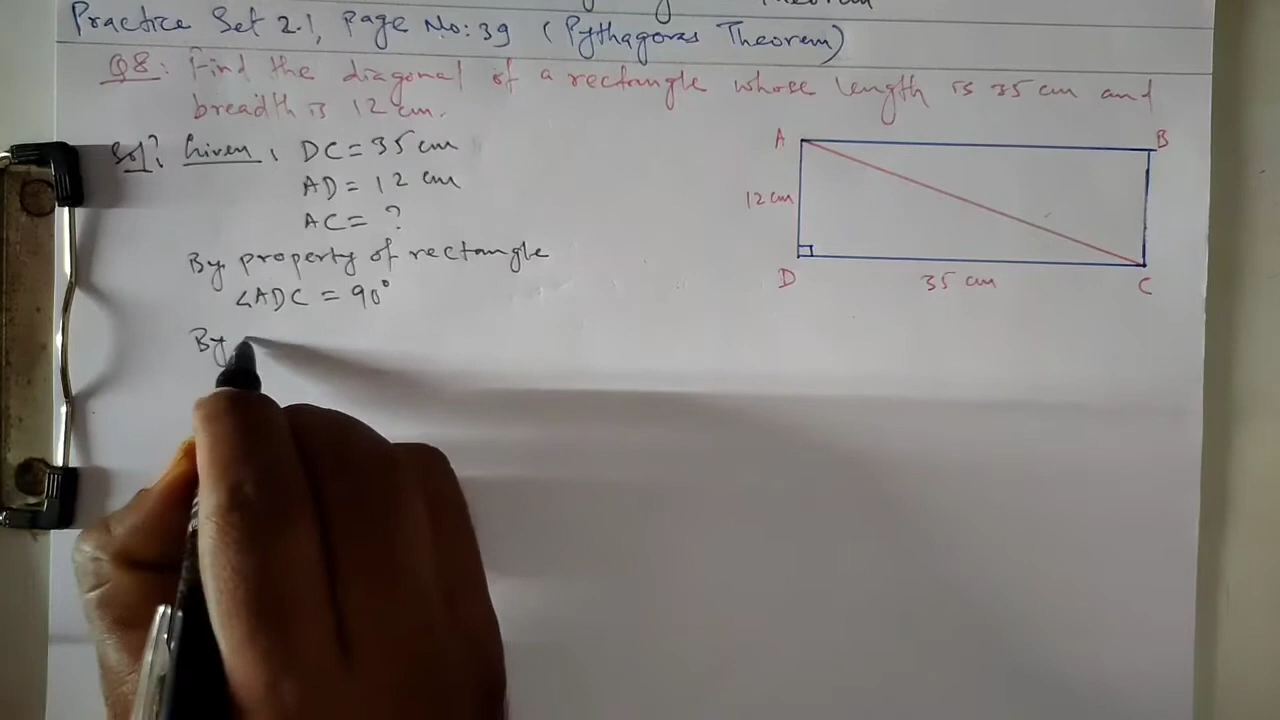 Theorem
Practice Set 2.1, Page No: 39 (Pythagoras Theorem)
Q8: Find the diagonal of a rectangle whose length is 35 cm and
breadth is 12 cm.
Solⁿ: Given, DC = 35 cm
AD = 12 cm
AC = ?
By property of rectangle
∠ADC = 90°
By
A
B
12 cm
D
35 cm
C